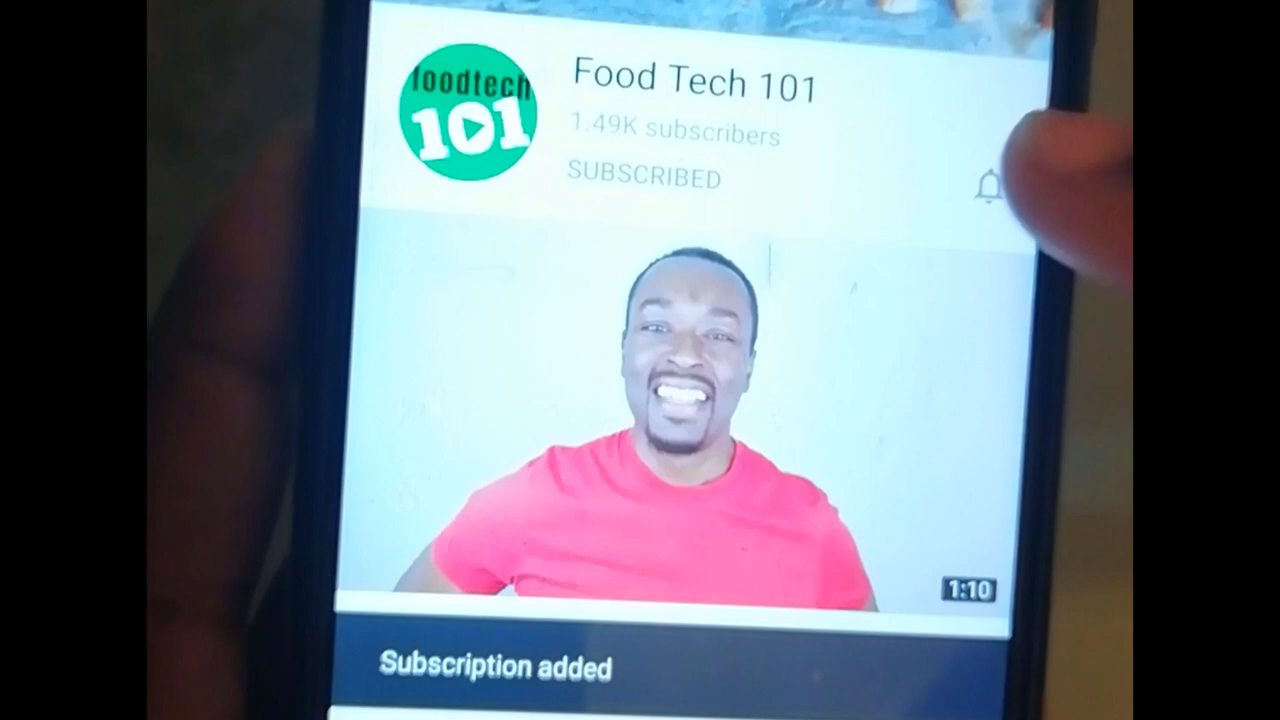 foodtech
101
Food Tech 101
1.49K subscribers
SUBSCRIBED
1:10
Subscription added